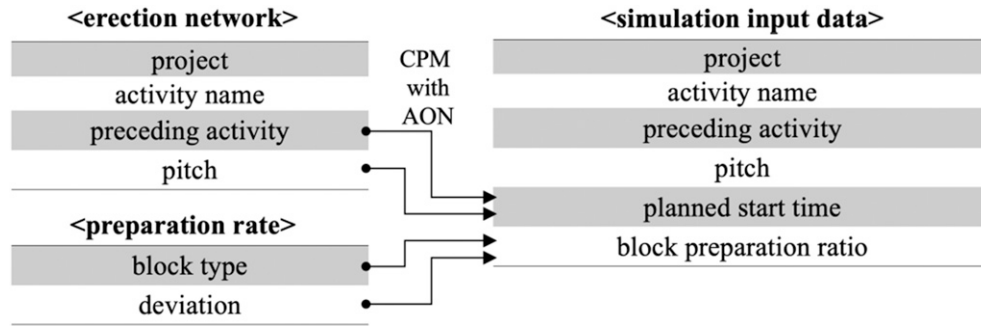 <erection network>
project
activity name
preceding activity
pitch
<preparation rate>
block type
deviation
CPM
with
AON
<simulation input data>
project
activity name
preceding activity
pitch
planned start time
block preparation ratio